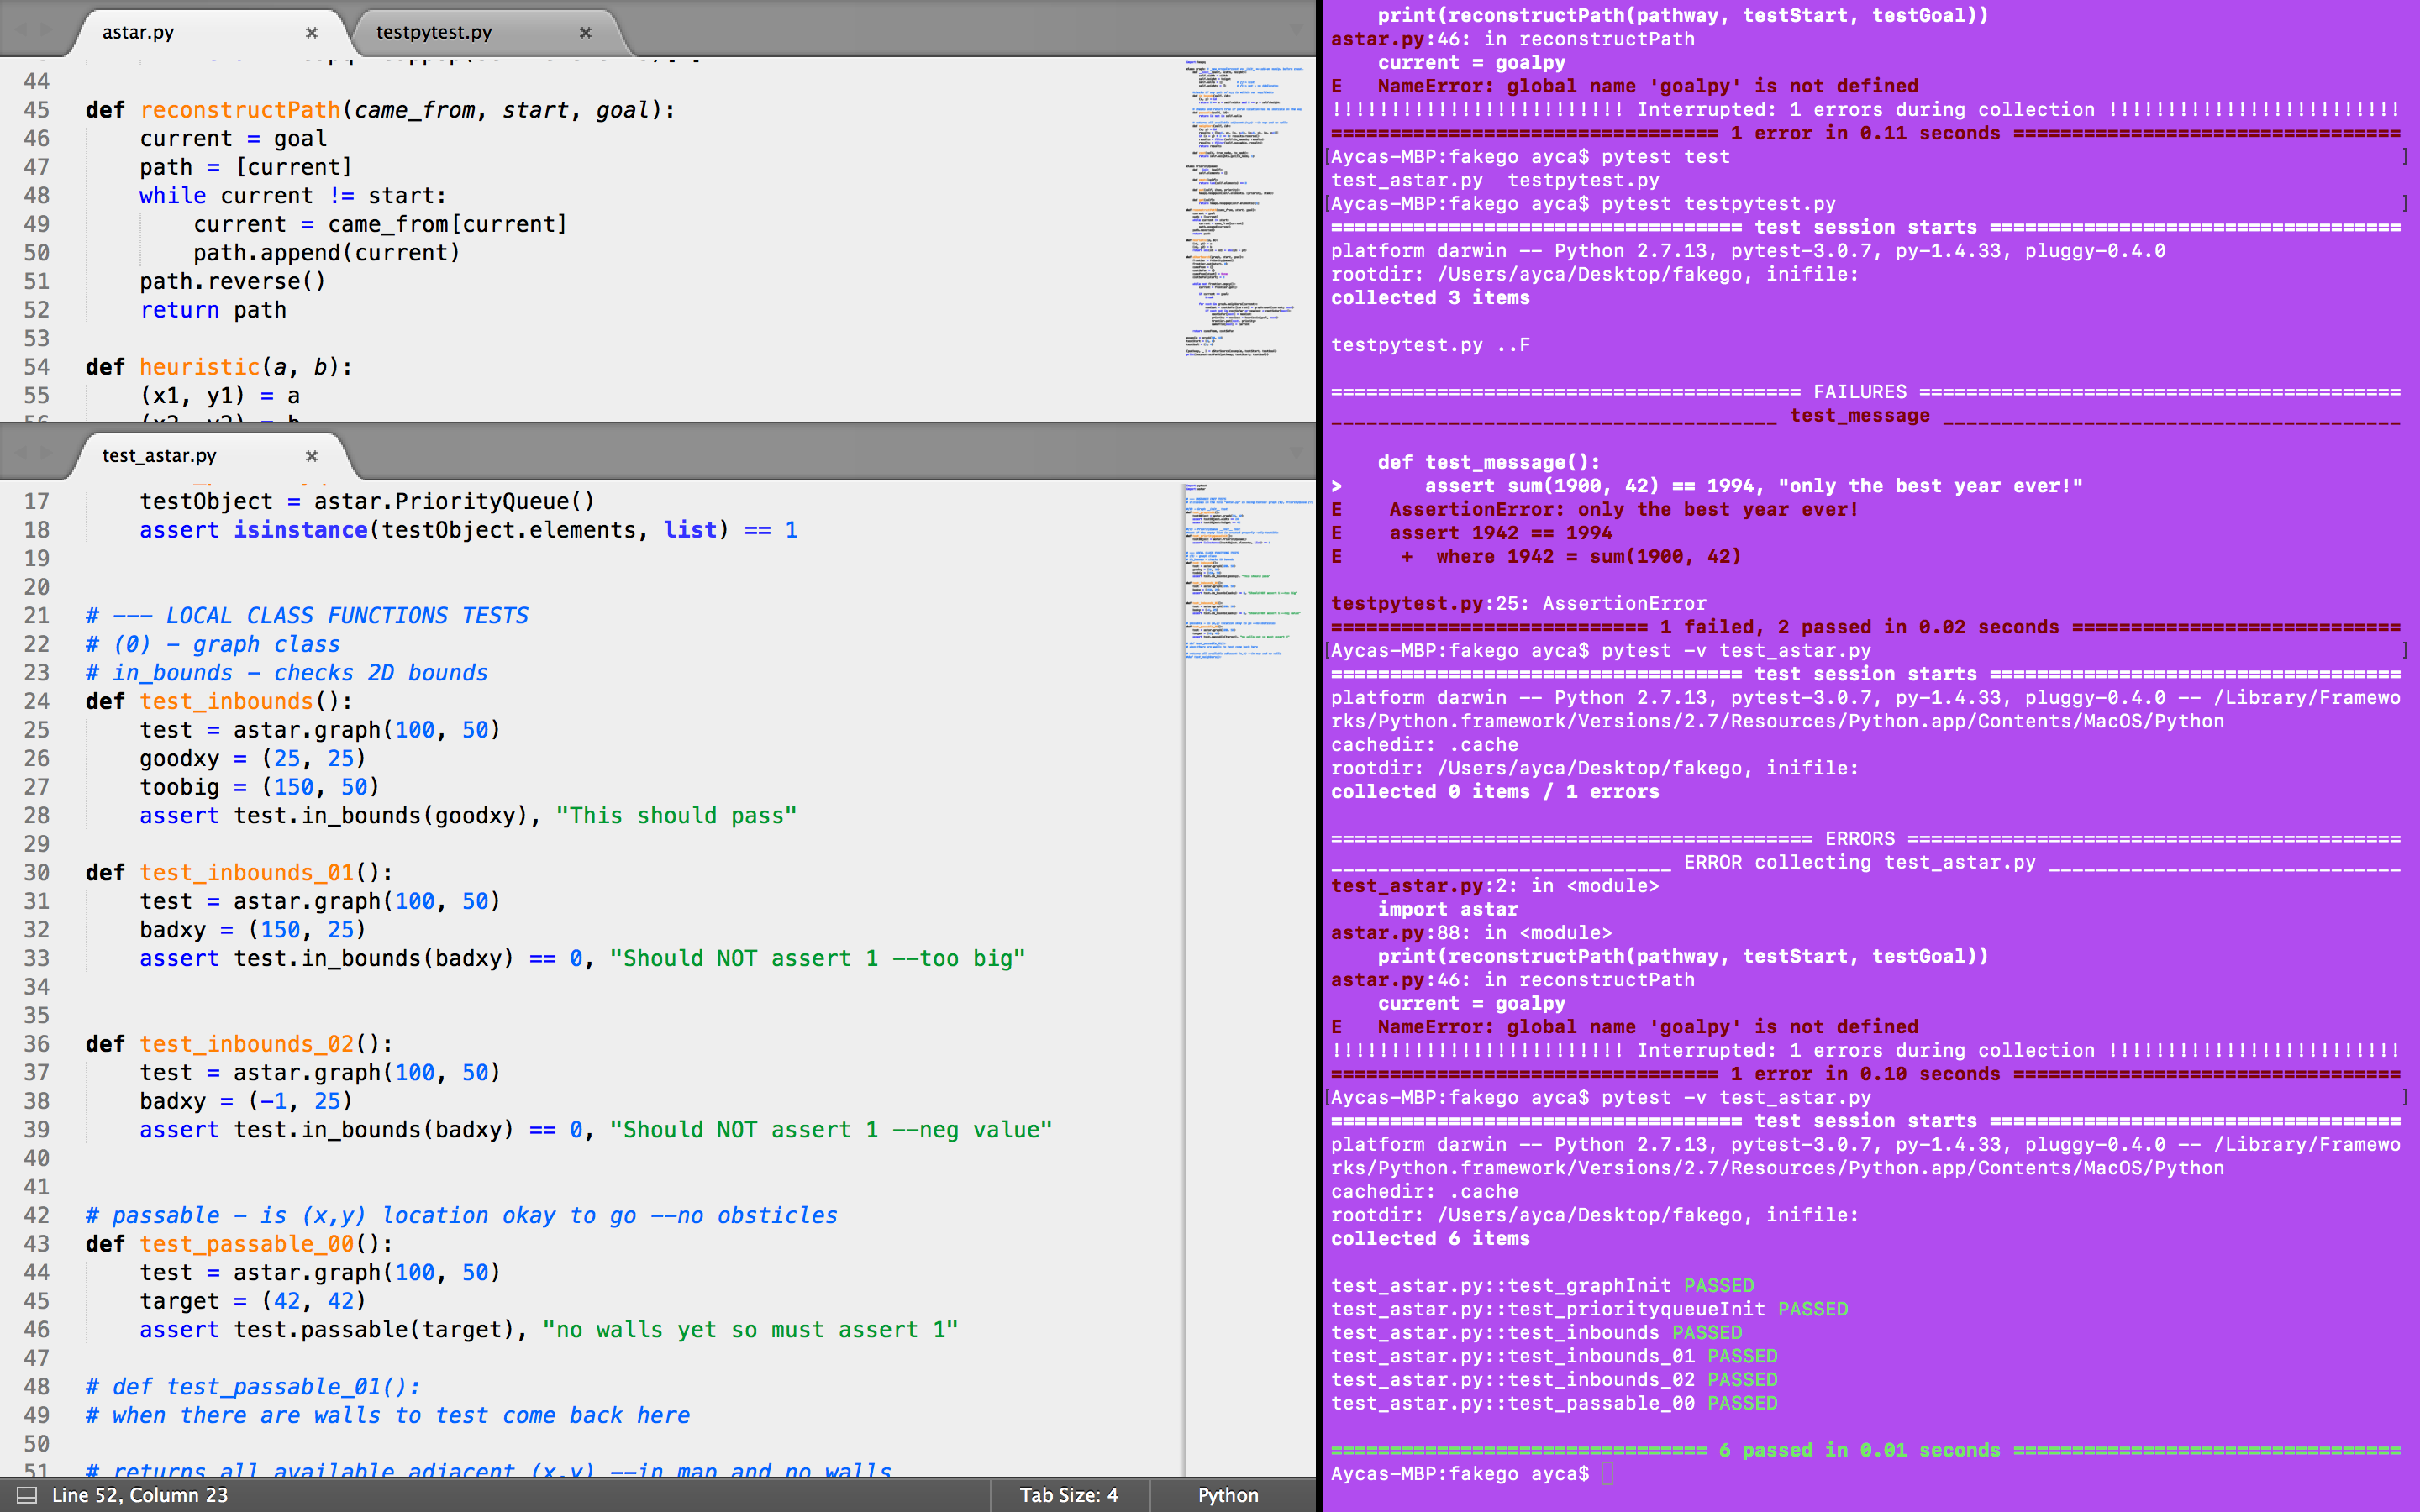 astar.py
testpytest.py
44
45 def reconstructPath(came_from, start, goal):
46     current = goal
47     path = [current]
48     while current != start:
49         current = came_from[current]
50         path.append(current)
51     path.reverse()
52     return path
53
54 def heuristic(a, b):
55     (x1, y1) = a
test_astar.py
17     testObject = astar.PriorityQueue()
18     assert isinstance(testObject.elements, list) == 1
19
20
21 # --- LOCAL CLASS FUNCTIONS TESTS
22 # (0) - graph class
23 # in_bounds - checks 2D bounds
24 def test_inbounds():
25     test = astar.graph(100, 50)
26     goodxy = (25, 25)
27     toobig = (150, 50)
28     assert test.in_bounds(goodxy), "This should pass"
29
30 def test_inbounds_01():
31     test = astar.graph(100, 50)
32     badxy = (150, 25)
33     assert test.in_bounds(badxy) == 0, "Should NOT assert 1 --too big"
34
35
36 def test_inbounds_02():
37     test = astar.graph(100, 50)
38     badxy = (-1, 25)
39     assert test.in_bounds(badxy) == 0, "Should NOT assert 1 --neg value"
40
41
42 # passable - is (x,y) location okay to go --no obsticles
43 def test_passable_00():
44     test = astar.graph(100, 50)
45     target = (42, 42)
46     assert test.passable(target), "no walls yet so must assert 1"
47
48 # def test_passable_01():
49 # when there are walls to test come back here
50
51 # returns all available adjacent (x,y) --in map and no walls
Line 52, Column 23
Tab Size: 4
Python
    print(reconstructPath(pathway, testStart, testGoal))
astar.py:46: in reconstructPath
    current = goalpy
E   NameError: global name 'goalpy' is not defined
!!!!!!!!!!!!!!!!!!!!!!!!! Interrupted: 1 errors during collection !!!!!!!!!!!!!!!!!!!!!!!!!
================================= 1 error in 0.11 seconds =================================
[Aycas-MBP:fakego ayca$ pytest test ]
test_astar.py  testpytest.py
[Aycas-MBP:fakego ayca$ pytest testpytest.py ]
=================================== test session starts ===================================
platform darwin -- Python 2.7.13, pytest-3.0.7, py-1.4.33, pluggy-0.4.0
rootdir: /Users/ayca/Desktop/fakego, inifile:
collected 3 items

testpytest.py ..F

======================================== FAILURES =========================================
______________________________________ test_message _______________________________________

    def test_message():
>       assert sum(1900, 42) == 1994, "only the best year ever!"
E    AssertionError: only the best year ever!
E    assert 1942 == 1994
E     +  where 1942 = sum(1900, 42)

testpytest.py:25: AssertionError
=========================== 1 failed, 2 passed in 0.02 seconds ============================
[Aycas-MBP:fakego ayca$ pytest -v test_astar.py ]
=================================== test session starts ===================================
platform darwin -- Python 2.7.13, pytest-3.0.7, py-1.4.33, pluggy-0.4.0 -- /Library/Framewo
rks/Python.framework/Versions/2.7/Resources/Python.app/Contents/MacOS/Python
cachedir: .cache
rootdir: /Users/ayca/Desktop/fakego, inifile:
collected 0 items / 1 errors

========================================= ERRORS ==========================================
_____________________________ ERROR collecting test_astar.py ______________________________
test_astar.py:2: in <module>
    import astar
astar.py:88: in <module>
    print(reconstructPath(pathway, testStart, testGoal))
astar.py:46: in reconstructPath
    current = goalpy
E   NameError: global name 'goalpy' is not defined
!!!!!!!!!!!!!!!!!!!!!!!!! Interrupted: 1 errors during collection !!!!!!!!!!!!!!!!!!!!!!!!!
================================= 1 error in 0.10 seconds =================================
[Aycas-MBP:fakego ayca$ pytest -v test_astar.py ]
=================================== test session starts ===================================
platform darwin -- Python 2.7.13, pytest-3.0.7, py-1.4.33, pluggy-0.4.0 -- /Library/Framewo
rks/Python.framework/Versions/2.7/Resources/Python.app/Contents/MacOS/Python
cachedir: .cache
rootdir: /Users/ayca/Desktop/fakego, inifile:
collected 6 items

test_astar.py::test_graphInit PASSED
test_astar.py::test_priorityqueueInit PASSED
test_astar.py::test_inbounds PASSED
test_astar.py::test_inbounds_01 PASSED
test_astar.py::test_inbounds_02 PASSED
test_astar.py::test_passable_00 PASSED

================================ 6 passed in 0.01 seconds =================================
Aycas-MBP:fakego ayca$